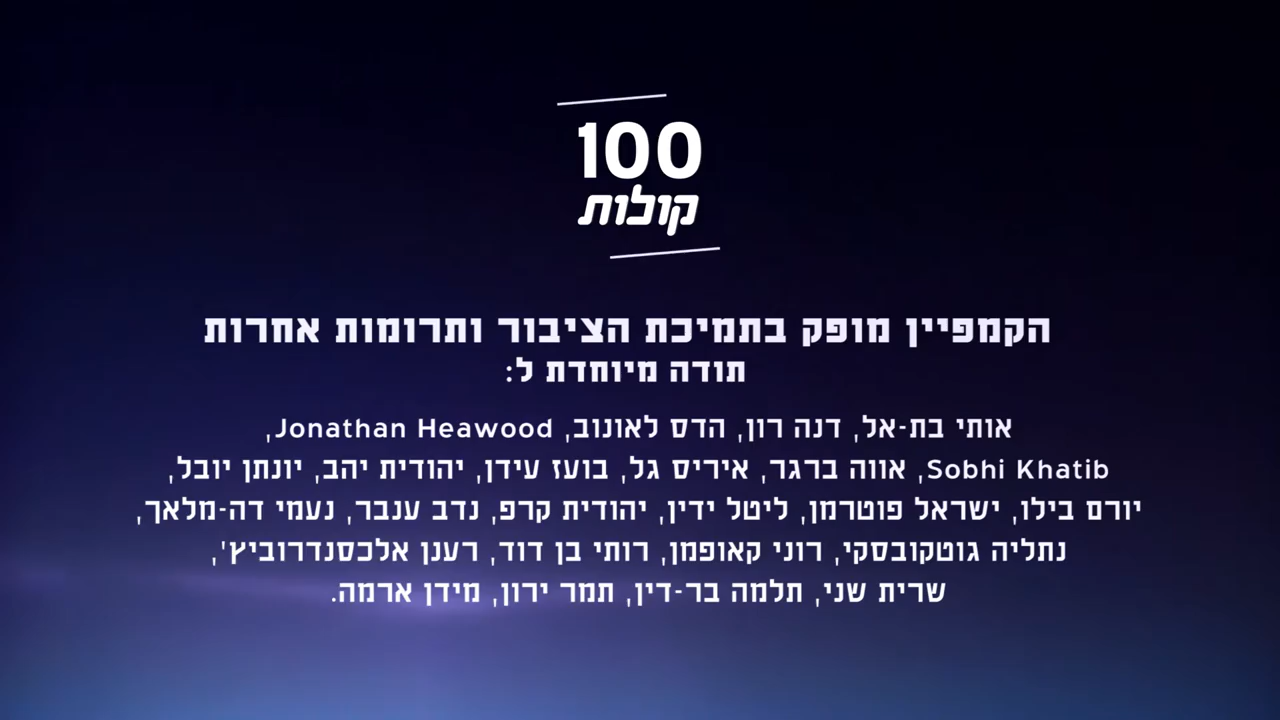 100
קולות
הקמפיין מופק בתמיכת הציבור ותרומות אחרות
תודה מיוחדת ל:
אותי בת-אל, דנה רון, הדס לאונוב, Jonathan Heawood,
Sobhi Khatib, אווה ברגר, איריס גל, בועז עידן, יהודית יהב, יונתן יובל,
יורם בילו, ישראל פוטרמן, ליטל ידין, יהודית קרפ, נדב ענבר, נעמי דה-מלאך,
נתליה גוטקובסקי, רוני קאופמן, רותי בן דוד, רענן אלכסנדרוביץ',
שרית שני, תלמה בר-דין, תמר ירון, מידן ארמה.